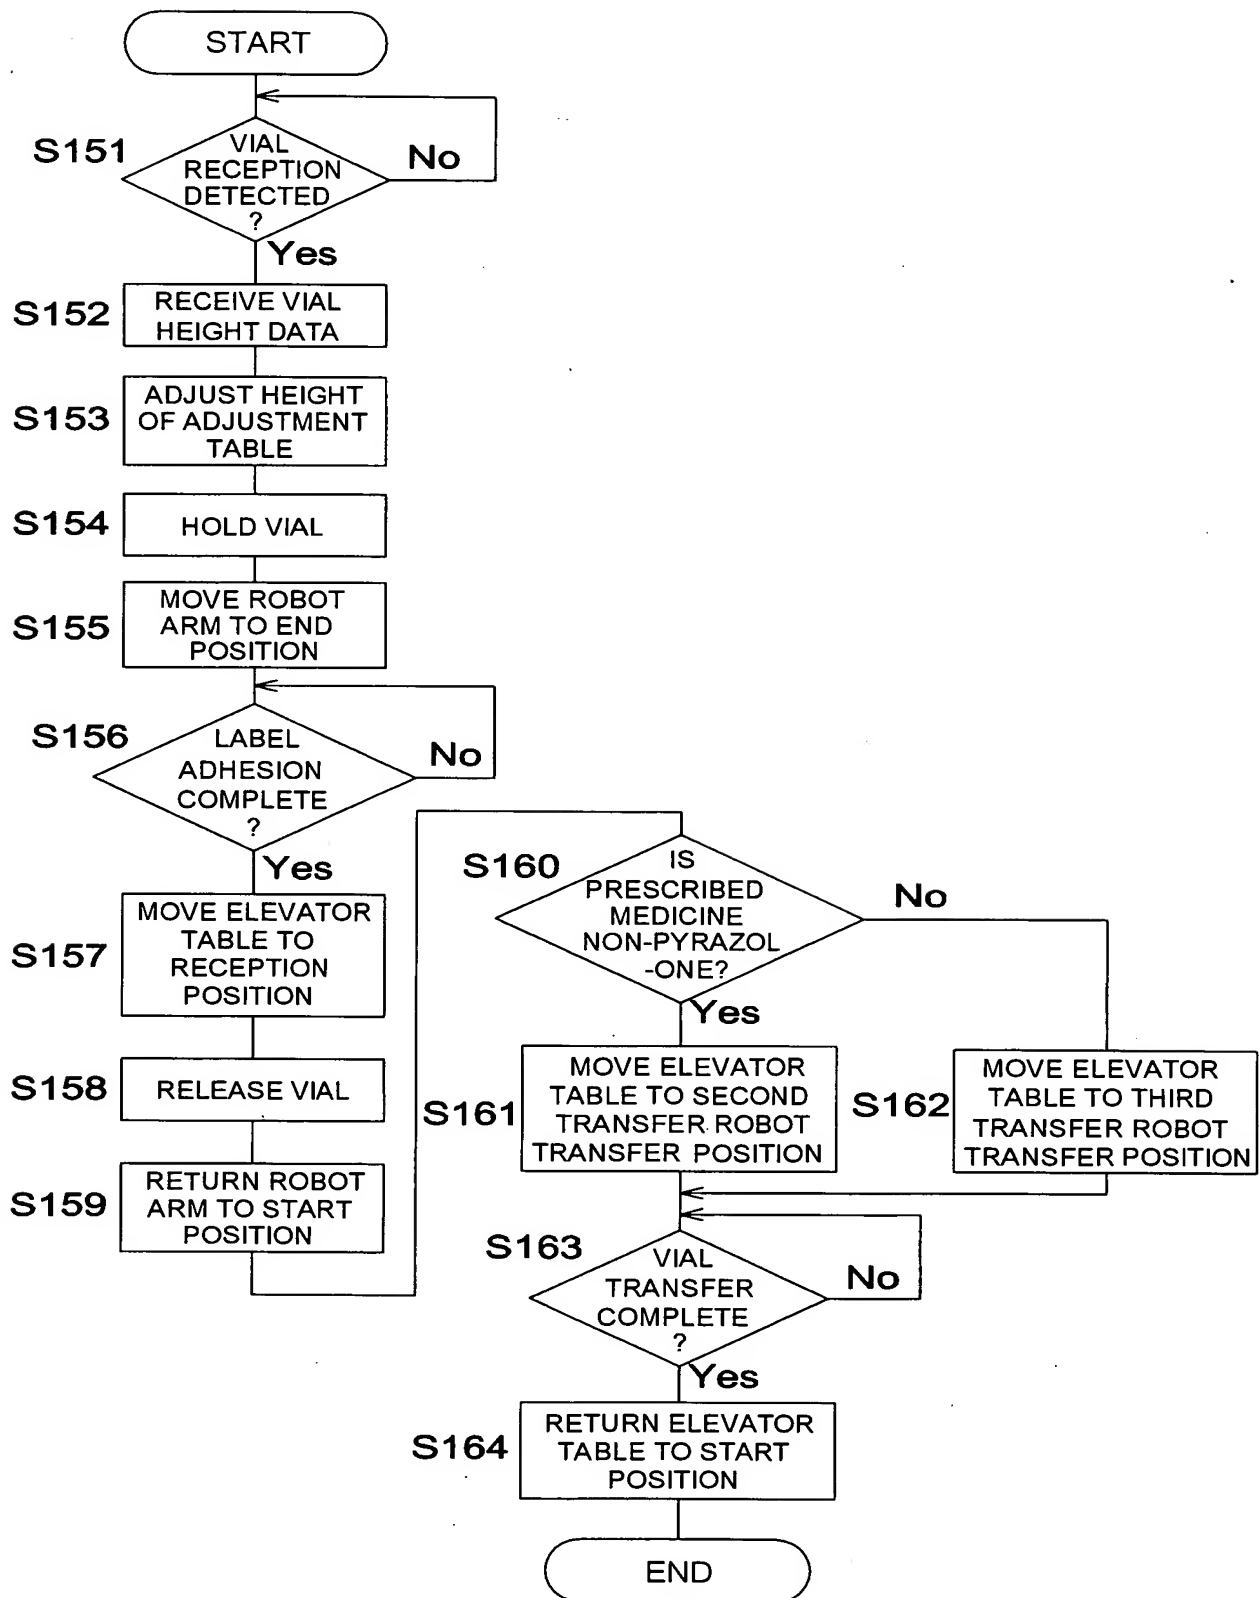 START
S151
VIAL
RECEPTION
DETECTED
?
No
Yes
S152
RECEIVE VIAL
HEIGHT DATA
S153
ADJUST HEIGHT
OF ADJUSTMENT
TABLE
S154
HOLD VIAL
S155
MOVE ROBOT
ARM TO END
POSITION
S156
LABEL
ADHESION
COMPLETE
?
No
Yes
S157
MOVE ELEVATOR
TABLE TO
RECEPTION
POSITION
S158
RELEASE VIAL
S159
RETURN ROBOT
ARM TO START
POSITION
S160
IS
PRESCRIBED
MEDICINE
NON-PYRAZOL
-ONE?
No
Yes
S161
MOVE ELEVATOR
TABLE TO SECOND
TRANSFER ROBOT
TRANSFER POSITION
S162
MOVE ELEVATOR
TABLE TO THIRD
TRANSFER ROBOT
TRANSFER POSITION
S163
VIAL
TRANSFER
COMPLETE
?
No
Yes
S164
RETURN ELEVATOR
TABLE TO START
POSITION
END